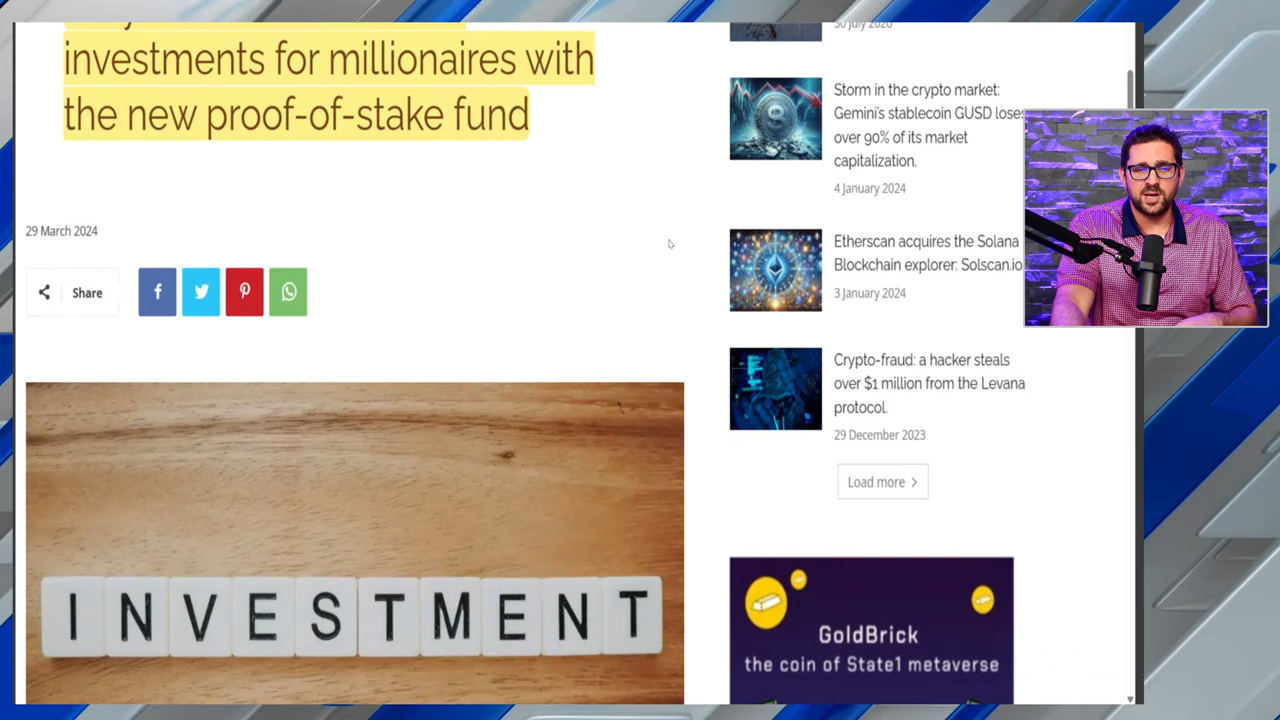 investments for millionaires with
the new proof-of-stake fund
29 March 2024
Share
INVESTMENT
30 July 2020
Storm in the crypto market:
Gemini's stablecoin GUSD loses
over 90% of its market
capitalization.
4 January 2024
Etherscan acquires the Solana
Blockchain explorer: Solscan.io
3 January 2024
Crypto-fraud: a hacker steals
over $1 million from the Levana
protocol.
29 December 2023
Load more
GoldBrick
the coin of State1 metaverse